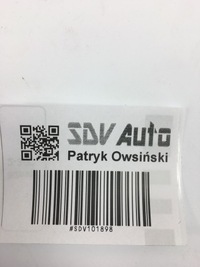 SDV Auto
Patryk Owsiński
#SDV101898